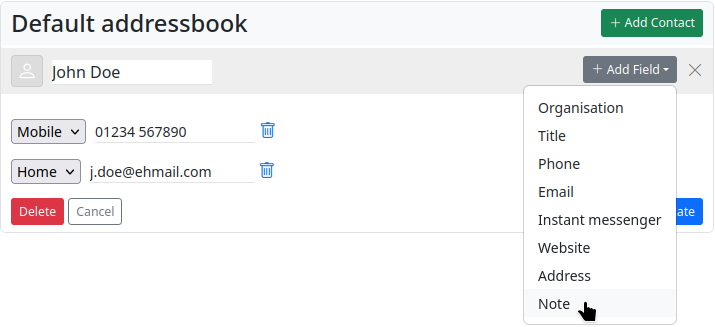 Default addressbook
+ Add Contact
John Doe
+ Add Field
Organisation
Title
Phone
Email
Instant messenger
Website
Address
Note
Mobile
01234 567890
Home
j.doe@ehmail.com
Delete
Cancel
ate